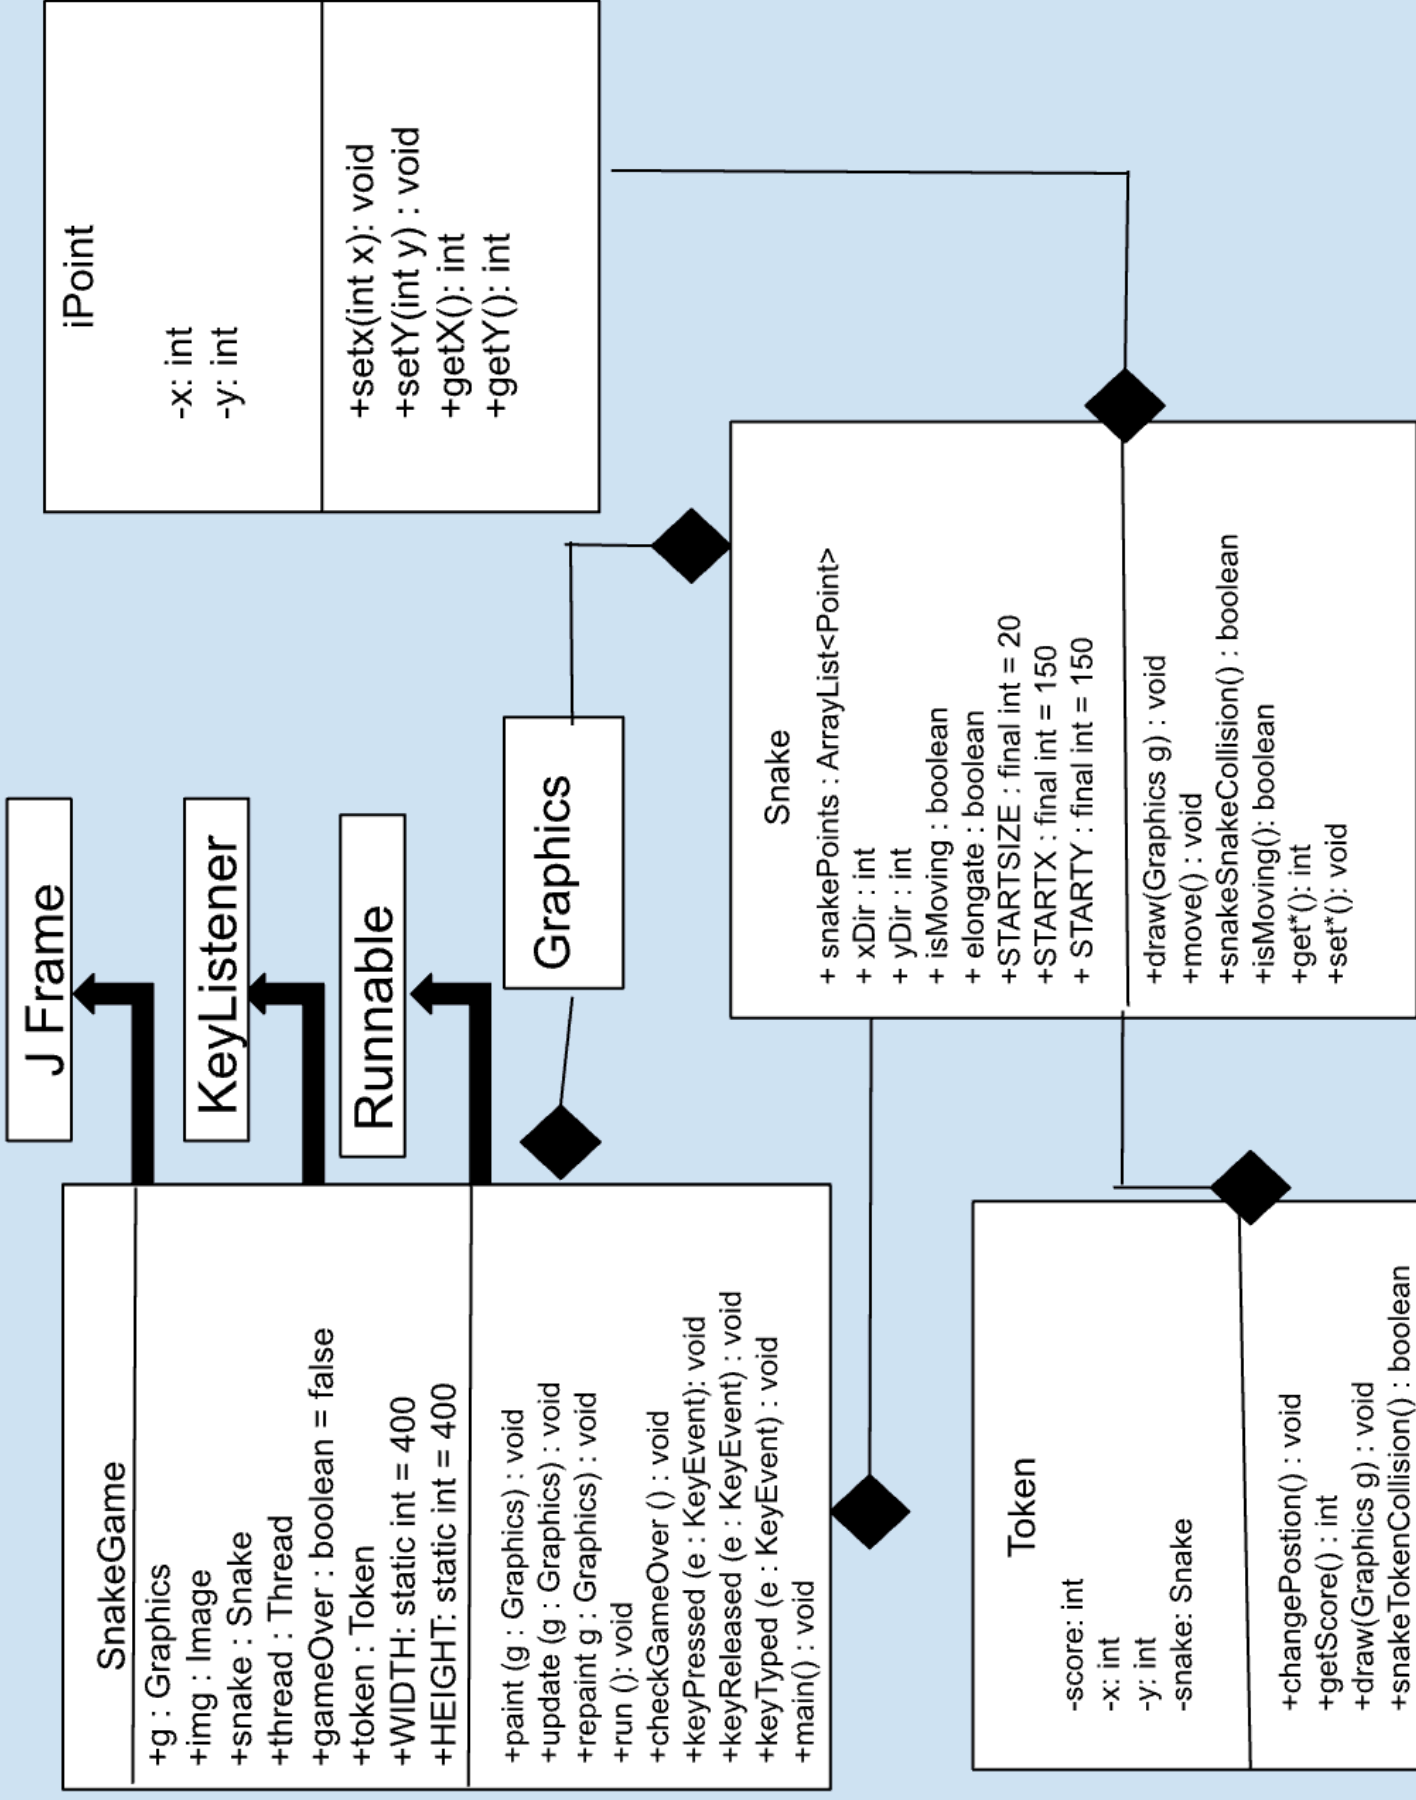 SnakeGame
+g : Graphics
+img : Image
+snake : Snake
+thread : Thread
+gameOver : boolean = false
+token : Token
+WIDTH: static int = 400
+HEIGHT: static int = 400
+paint (g : Graphics) : void
+update (g : Graphics) : void
+repaint g : Graphics) : void
+run (): void
+checkGameOver () : void
+keyPressed (e : KeyEvent): void
+keyReleased (e : KeyEvent) : void
+keyTyped (e : KeyEvent) : void
+main() : void
J Frame
KeyListener
Runnable
Graphics
iPoint
-x: int
-y: int
+setx(int x): void
+setY(int y) : void
+getX(): int
+getY(): int
Token
-score: int
-x: int
-y: int
-snake: Snake
+changePostion() : void
+getScore() : int
+draw(Graphics g) : void
+snakeTokenCollision() : boolean
Snake
+ snakePoints : ArrayList<Point>
+ xDir : int
+ yDir : int
+ isMoving : boolean
+ elongate : boolean
+STARTSIZE : final int = 20
+STARTX : final int = 150
+ STARTY : final int = 150
+draw(Graphics g) : void
+move() : void
+snakeSnakeCollision() : boolean
+isMoving(): boolean
+get*(): int
+set*(): void